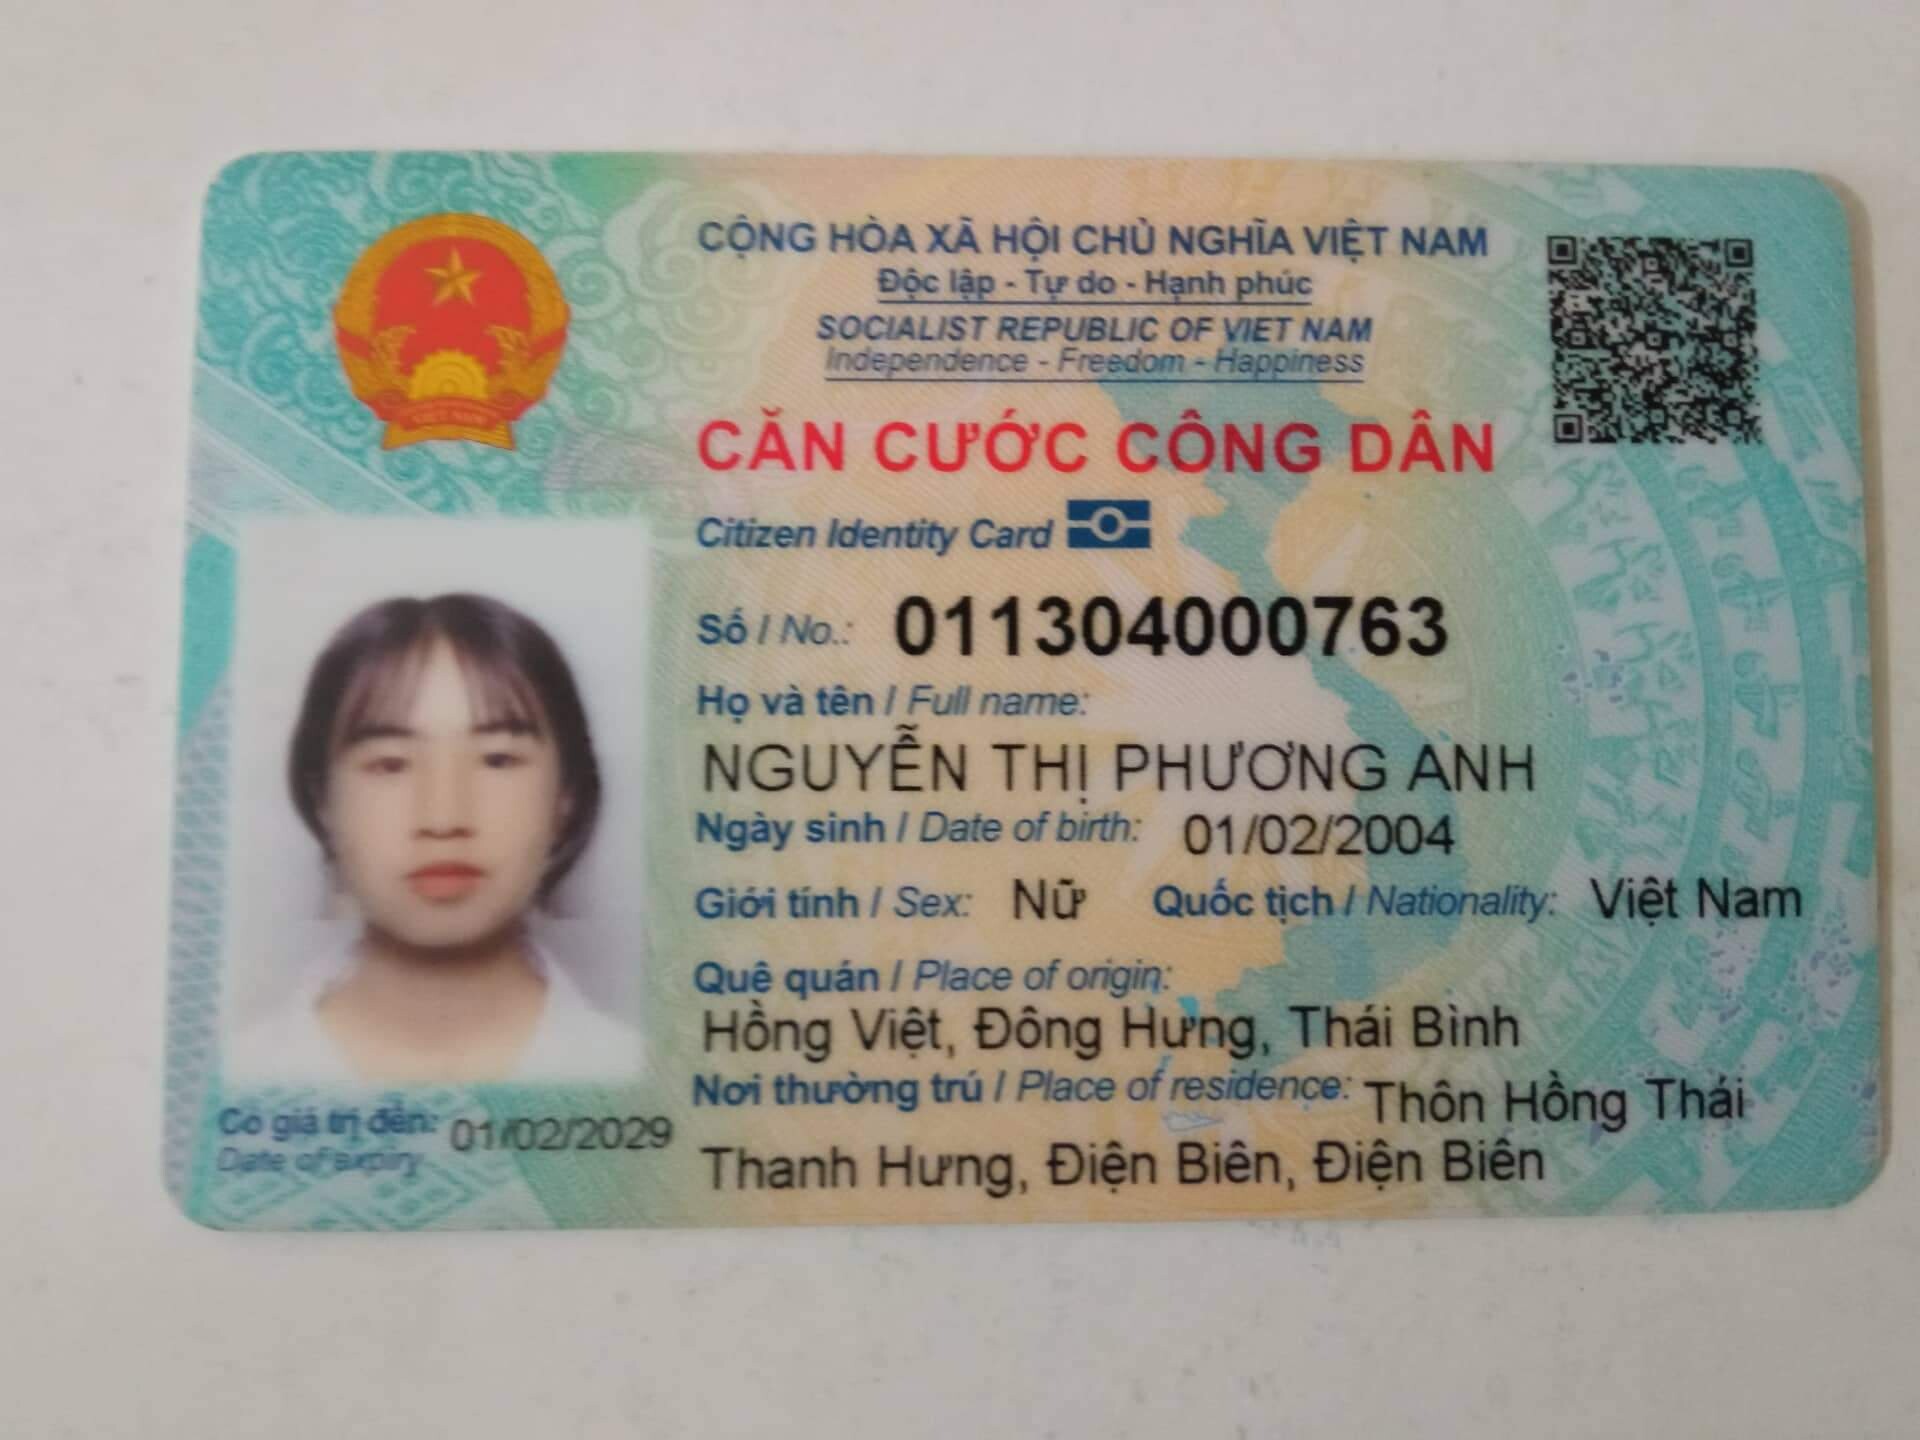 CỘNG HÒA XÃ HỘI CHỦ NGHĨA VIỆT NAM
Độc lập - Tự do - Hạnh phúc
SOCIALIST REPUBLIC OF VIET NAM
Independence - Freedom - Happiness
CĂN CƯỚC CÔNG DÂN
Citizen Identity Card
Số / No.: 011304000763
Họ và tên / Full name:
NGUYỄN THỊ PHƯƠNG ANH
Ngày sinh / Date of birth: 01/02/2004
Giới tính / Sex: Nữ Quốc tịch / Nationality: Việt Nam
Quê quán / Place of origin:
Hồng Việt, Đông Hưng, Thái Bình
Nơi thường trú / Place of residence: Thôn Hồng Thái
Thanh Hưng, Điện Biên, Điện Biên
Có giá trị đến: 01/02/2029
Date of expiry